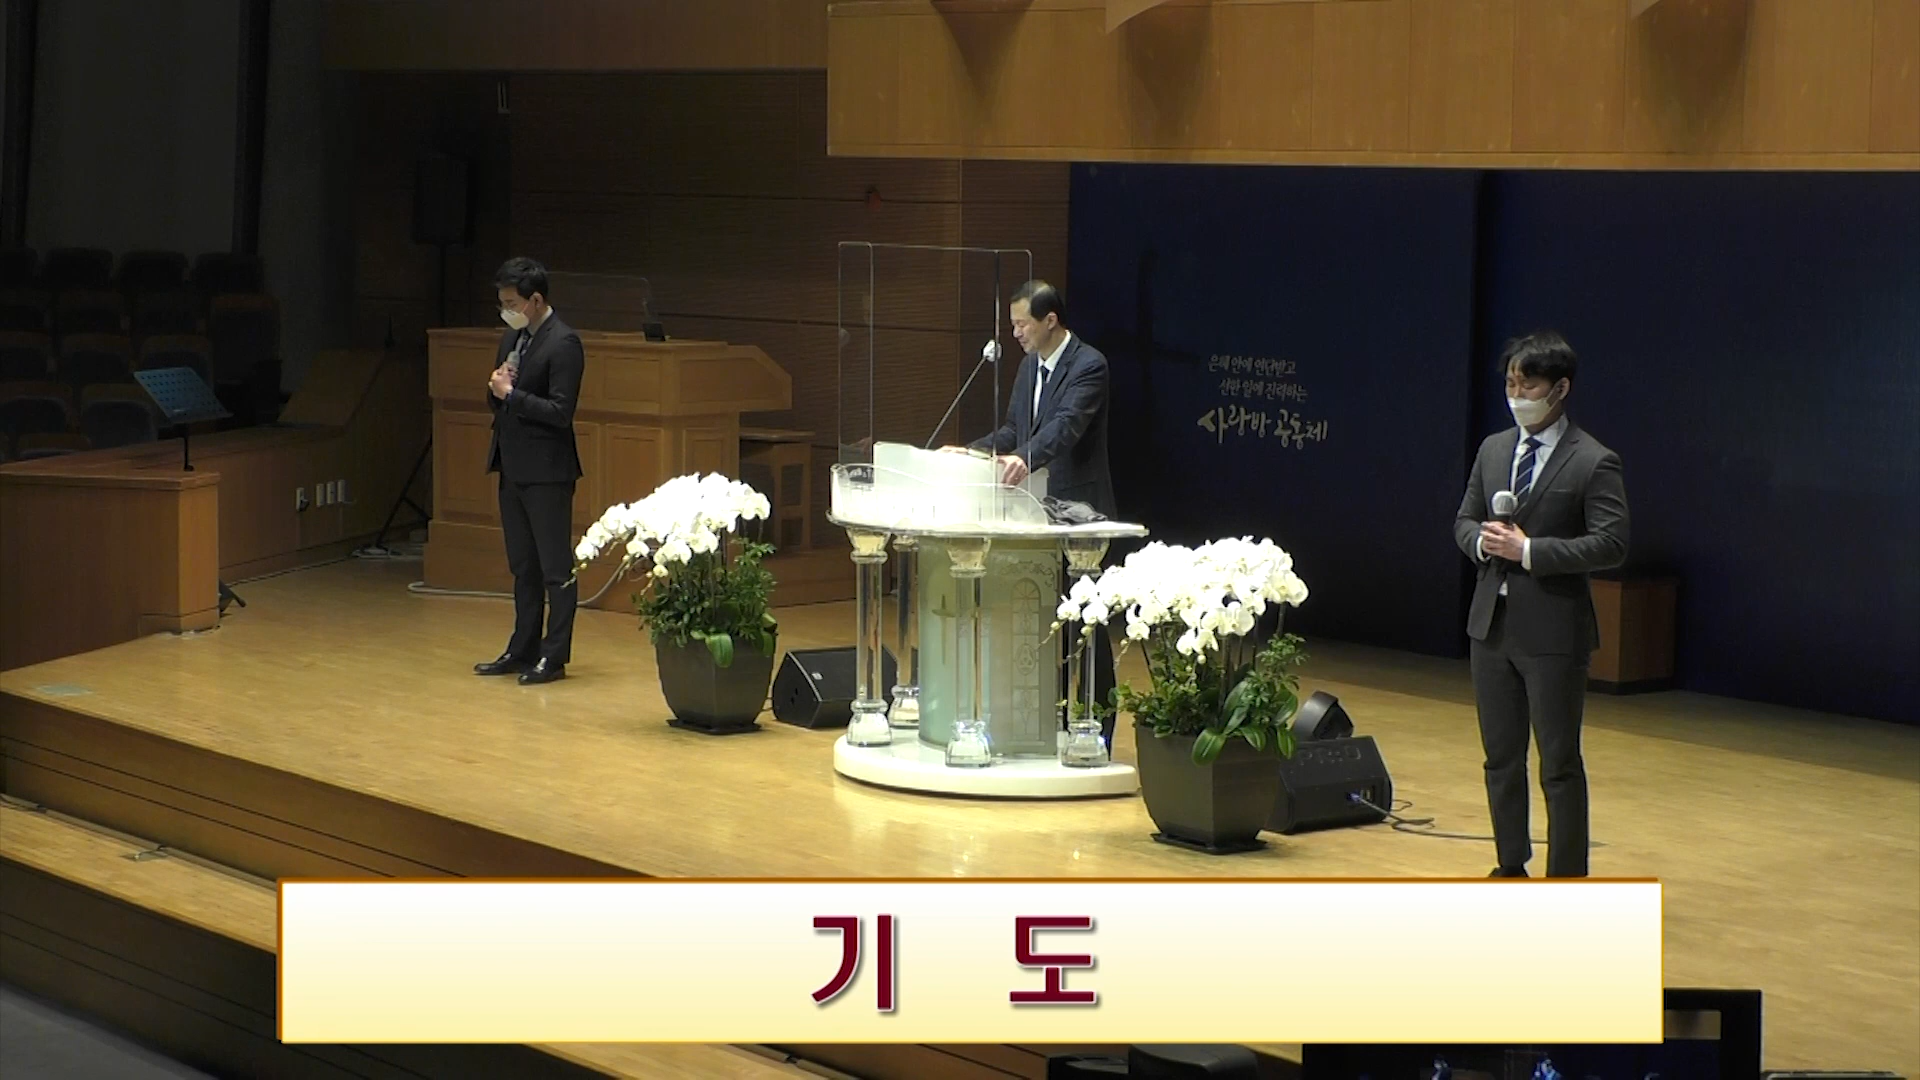 은혜 안에 연단받고
선한 일에 진력하는
사랑방 공동체
기 도